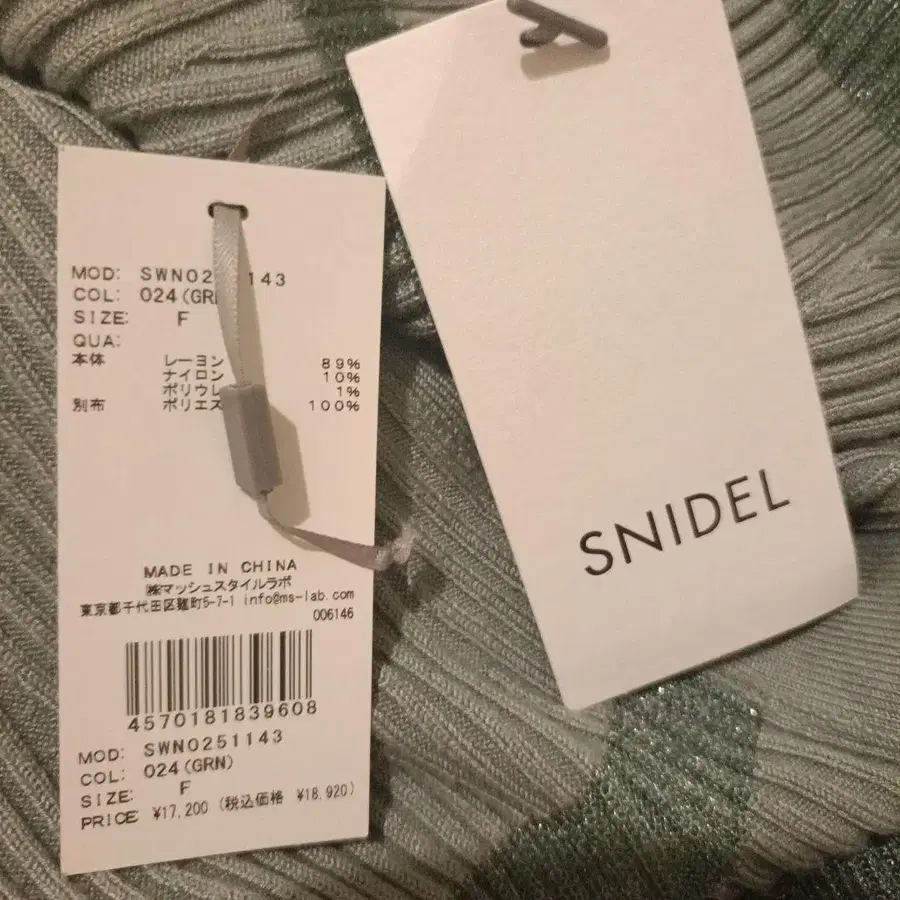 MOD: SWN0251143
COL: 024(GRN)
SIZE: F
QUA:
本体 レーヨン 89%
ナイロン 10%
ポリウレ 1%
別布 ポリエス 100%
MADE IN CHINA
㈱マッシュスタイルラボ
東京都千代田区麹町5-7-1 info@ms-lab.com
006146
4570181839608
MOD: SWN0251143
COL: 024(GRN)
SIZE: F
PRICE ¥17,200 (税込価格 ¥18,920)
SNIDEL